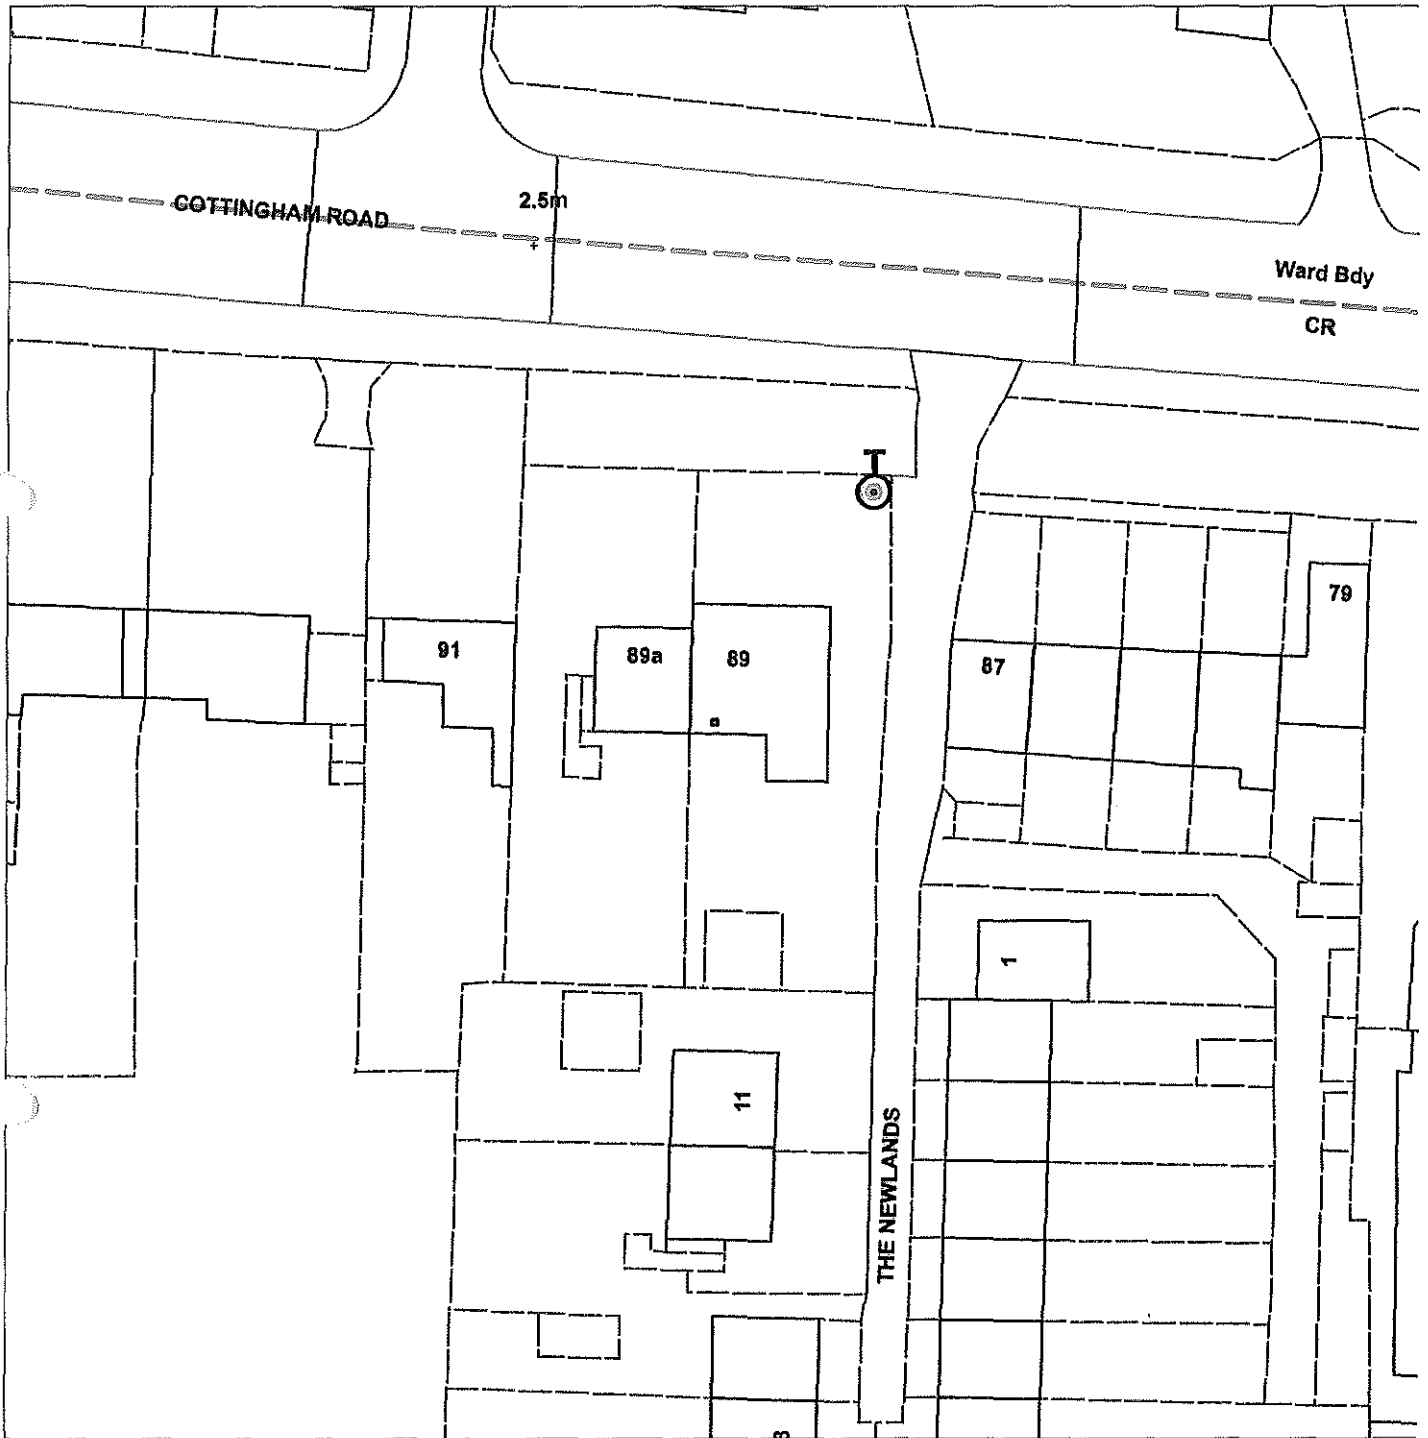 COTTINGHAM ROAD
2.5m
+
Ward Bdy
CR
T
91
89a
89
87
79
1
11
THE NEWLANDS